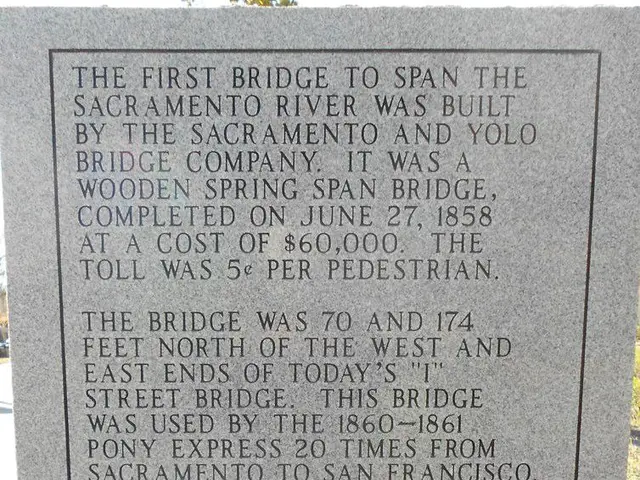 THE FIRST BRIDGE TO SPAN THE
SACRAMENTO RIVER WAS BUILT
BY THE SACRAMENTO AND YOLO
BRIDGE COMPANY. IT WAS A
WOODEN SPRING SPAN BRIDGE,
COMPLETED ON JUNE 27, 1858
AT A COST OF $60,000. THE
TOLL WAS 5¢ PER PEDESTRIAN.
THE BRIDGE WAS 70 AND 174
FEET NORTH OF THE WEST AND
EAST ENDS OF TODAY'S "I"
STREET BRIDGE. THIS BRIDGE
WAS USED BY THE 1860-1861
PONY EXPRESS 20 TIMES FROM
SACRAMENTO TO SAN FRANCISCO.